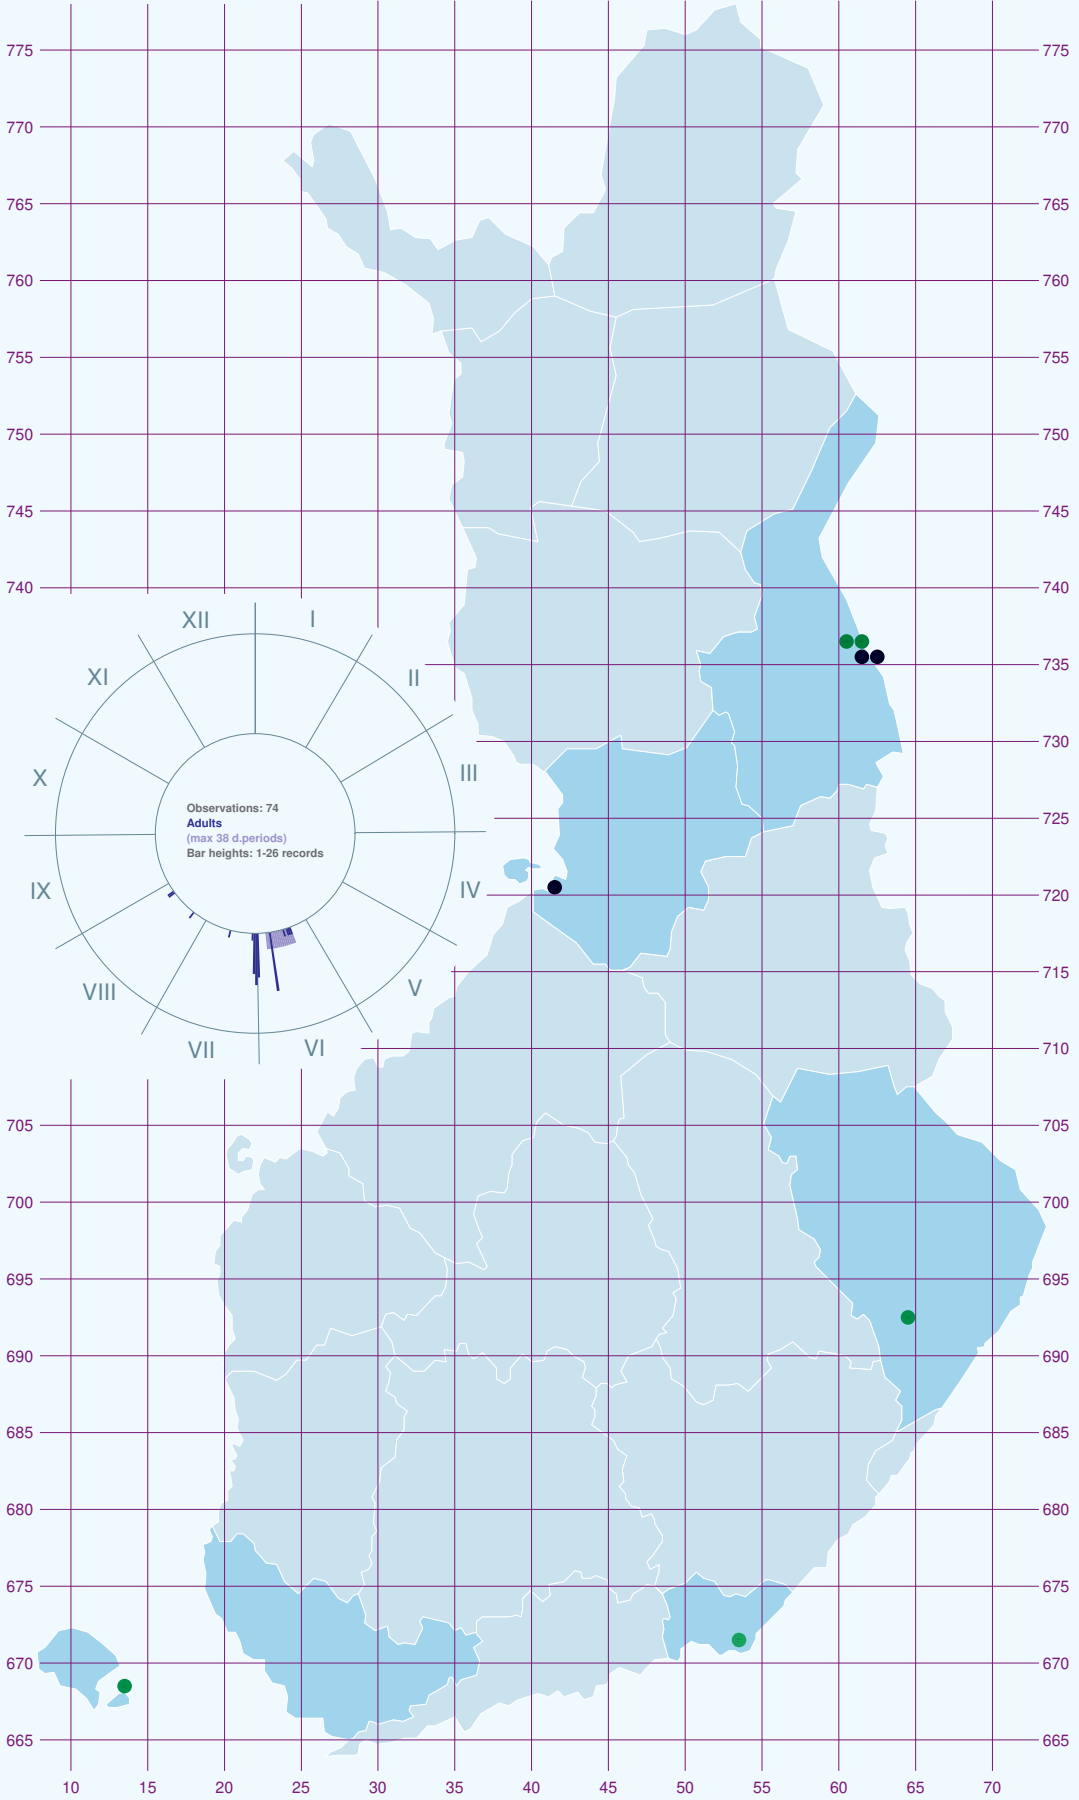 775 775
770 770
765 765
760 760
755 755
750 750
745 745
740 740
XII I
XI II
735
X III
730
Observations: 74
Adults
(max 38 d.periods)
Bar heights: 1-26 records
725
IX IV
720
VIII V
715
VII VI
710
705 705
700 700
695 695
690 690
685 685
680 680
675 675
670 670
665 665
10 15 20 25 30 35 40 45 50 55 60 65 70